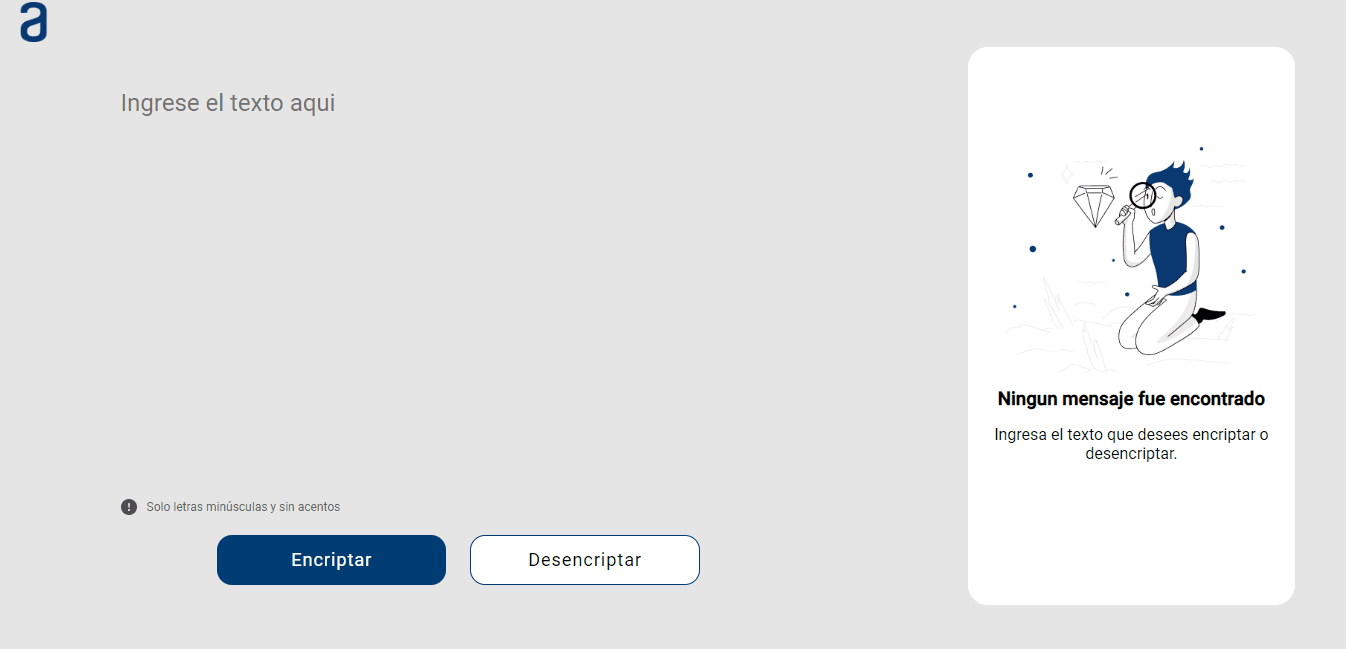 a
Ingrese el texto aqui
Ningun mensaje fue encontrado
Ingresa el texto que desees encriptar o
desencriptar.
! Solo letras minúsculas y sin acentos
Encriptar
Desencriptar